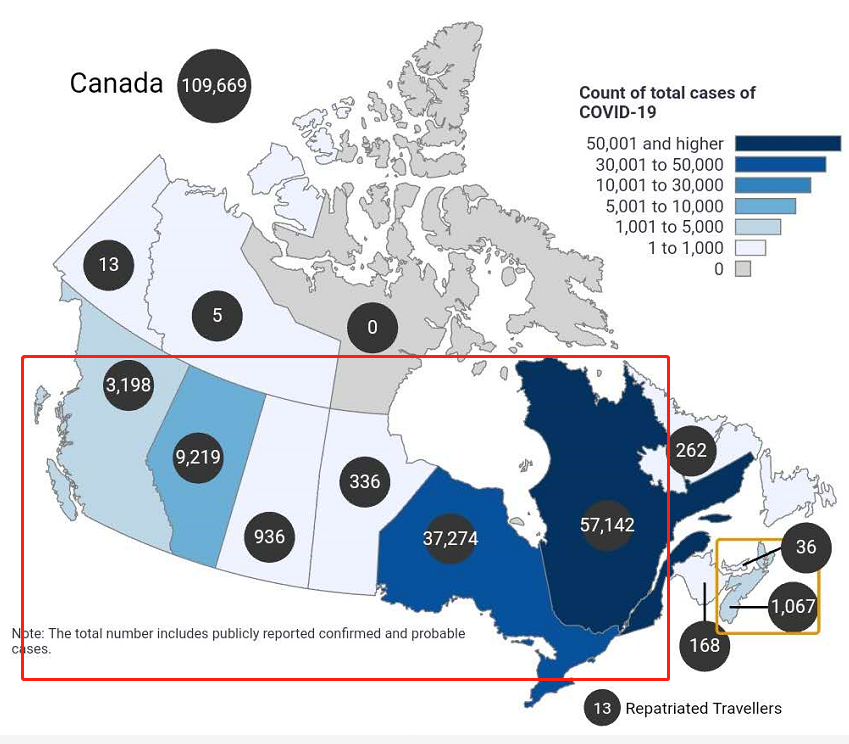 Canada 109,669
Count of total cases of
COVID-19
50,001 and higher
30,001 to 50,000
10,001 to 30,000
5,001 to 10,000
1,001 to 5,000
1 to 1,000
0
13
5
0
3,198
9,219
936
336
37,274
57,142
262
36
1,067
168
Note: The total number includes publicly reported confirmed and probable
cases.
13 Repatriated Travellers